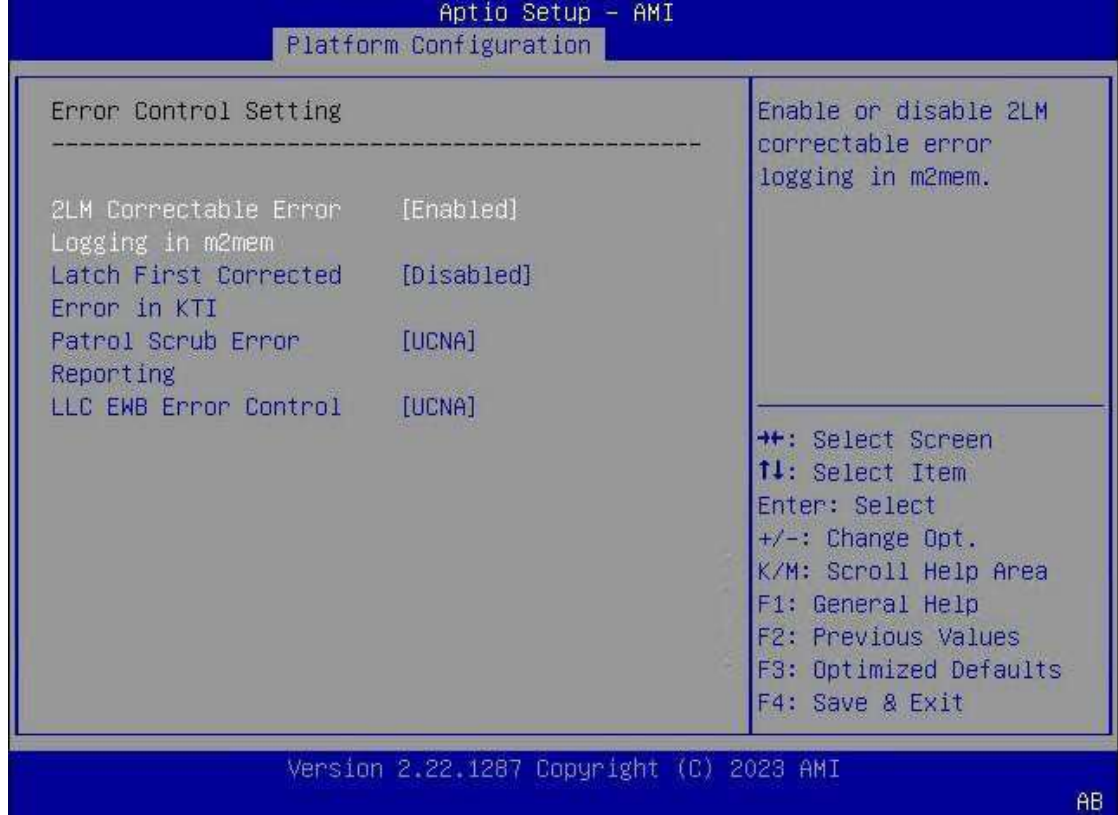 Aptio Setup – AMI
Platform Configuration
Error Control Setting
2LM Correctable Error [Enabled]
Logging in m2mem
Latch First Corrected [Disabled]
Error in KTI
Patrol Scrub Error [UCNA]
Reporting
LLC EWB Error Control [UCNA]
Enable or disable 2LM
correctable error
logging in m2mem.
→←: Select Screen
↑↓: Select Item
Enter: Select
+/-: Change Opt.
K/M: Scroll Help Area
F1: General Help
F2: Previous Values
F3: Optimized Defaults
F4: Save & Exit
Version 2.22.1287 Copyright (C) 2023 AMI
AB